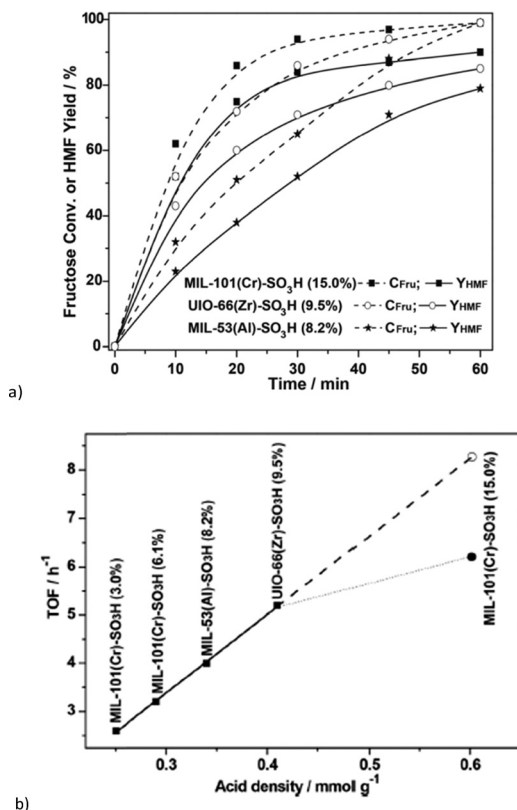 100
80
60
40
20
0
Fructose Conv. or HMF Yield / %
MIL-101(Cr)-SO3H (15.0%) CFru; YHMF
UIO-66(Zr)-SO3H (9.5%) CFru; YHMF
MIL-53(Al)-SO3H (8.2%) CFru; YHMF
0 10 20 30 40 50 60
Time / min
a)
8
7
6
5
4
3
TOF / h-1
MIL-101(Cr)-SO3H (3.0%)
MIL-101(Cr)-SO3H (6.1%)
MIL-53(Al)-SO3H (8.2%)
UIO-66(Zr)-SO3H (9.5%)
MIL-101(Cr)-SO3H (15.0%)
0.3 0.4 0.5 0.6
Acid density / mmol g-1
b)